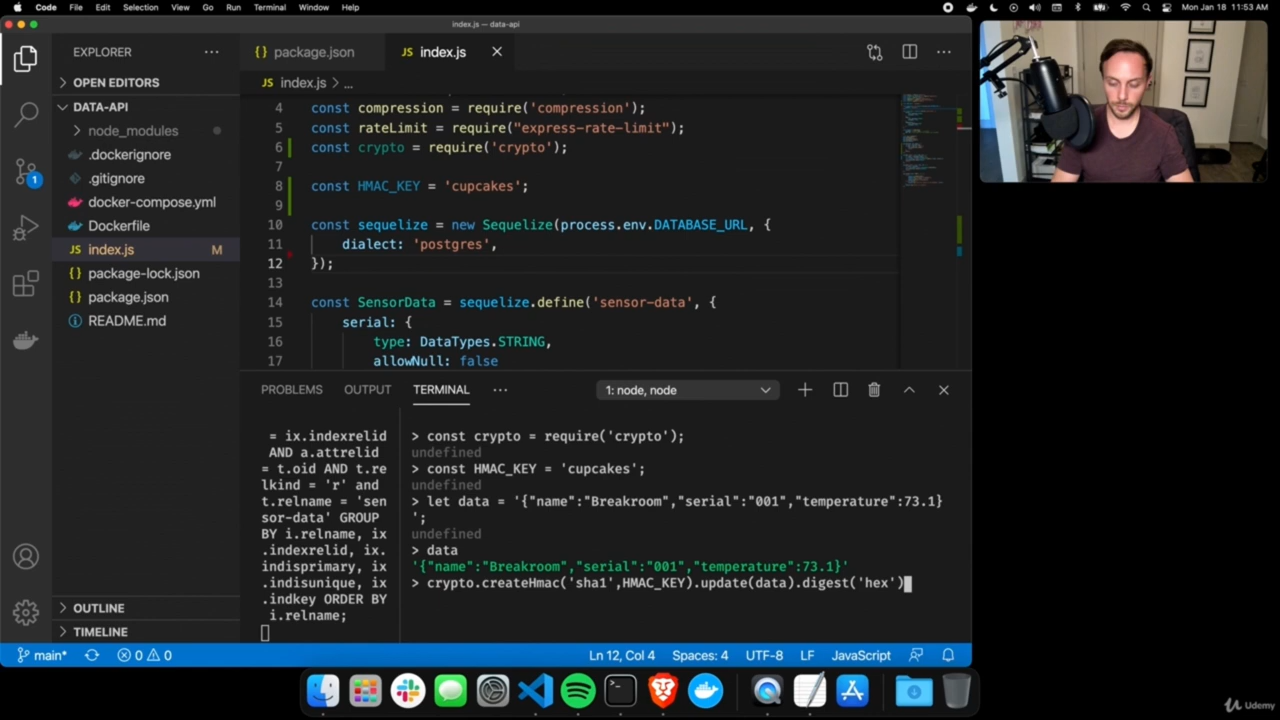 Code File Edit Selection View Go Run Terminal Window Help Mon Jan 18 11:53 AM
index.js — data-api
EXPLORER
OPEN EDITORS
DATA-API
node_modules
.dockerignore
.gitignore
docker-compose.yml
Dockerfile
index.js M
package-lock.json
package.json
README.md
OUTLINE
TIMELINE
1
package.json index.js
index.js > ...
4 const compression = require('compression');
5 const rateLimit = require("express-rate-limit");
6 const crypto = require('crypto');
7
8 const HMAC_KEY = 'cupcakes';
9
10 const sequelize = new Sequelize(process.env.DATABASE_URL, {
11 dialect: 'postgres',
12 });
13
14 const SensorData = sequelize.define('sensor-data', {
15 serial: {
16 type: DataTypes.STRING,
17 allowNull: false
PROBLEMS OUTPUT TERMINAL ... 1: node, node
= ix.indexrelid
AND a.attrelid
= t.oid AND t.re
lkind = 'r' and
t.relname = 'sen
sor-data' GROUP
BY i.relname, ix
.indexrelid, ix.
indisprimary, ix
.indisunique, ix
.indkey ORDER BY
i.relname;
> const crypto = require('crypto');
undefined
> const HMAC_KEY = 'cupcakes';
undefined
> let data = '{"name":"Breakroom","serial":"001","temperature":73.1}
';
undefined
> data
'{"name":"Breakroom","serial":"001","temperature":73.1}'
> crypto.createHmac('sha1',HMAC_KEY).update(data).digest('hex')
main* 0 0 Ln 12, Col 4 Spaces: 4 UTF-8 LF JavaScript
Udemy